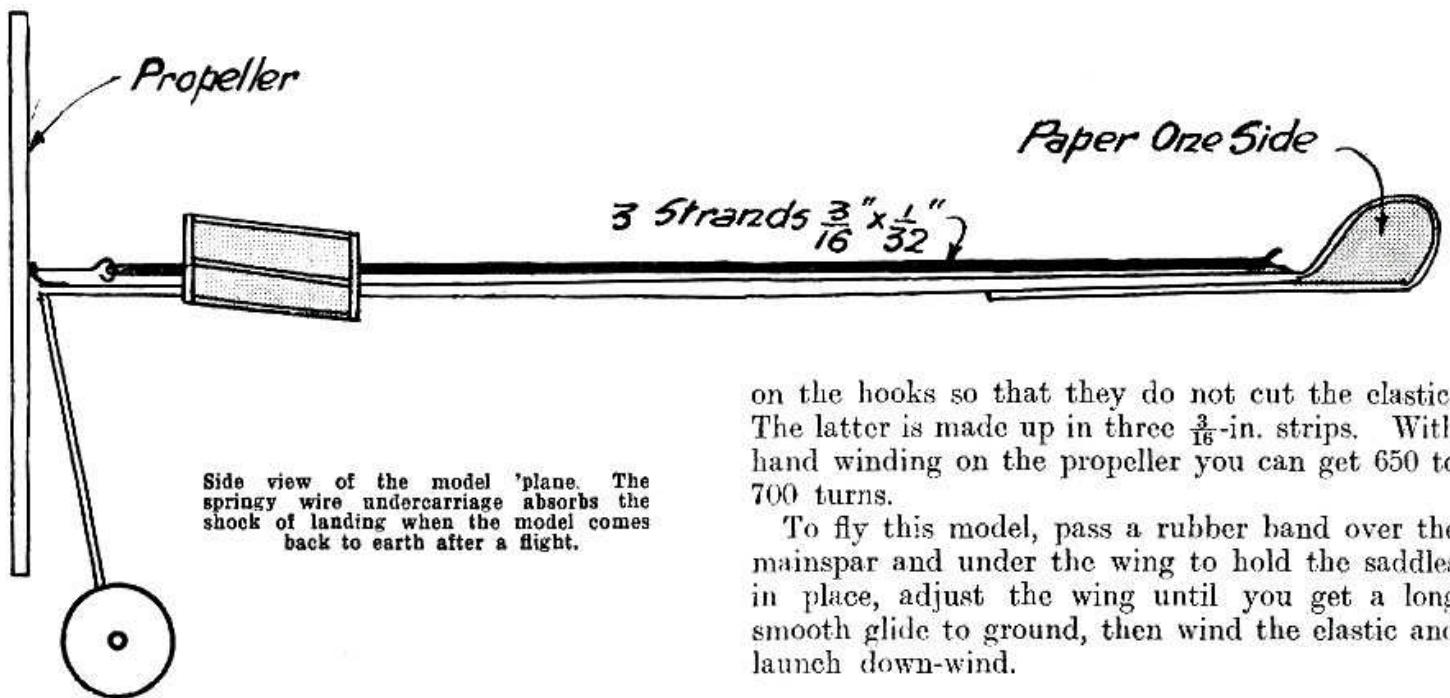 Propeller
Paper One Side
3 Strands 3/16" x 1/32"
Side view of the model 'plane. The
springy wire undercarriage absorbs the
shock of landing when the model comes
back to earth after a flight.
on the hooks so that they do not cut the elastic
The latter is made up in three 3/16-in. strips. With
hand winding on the propeller you can get 650 to
700 turns.
To fly this model, pass a rubber band over the
mainspar and under the wing to hold the saddles
in place, adjust the wing until you get a long
smooth glide to ground, then wind the elastic and
launch down-wind.